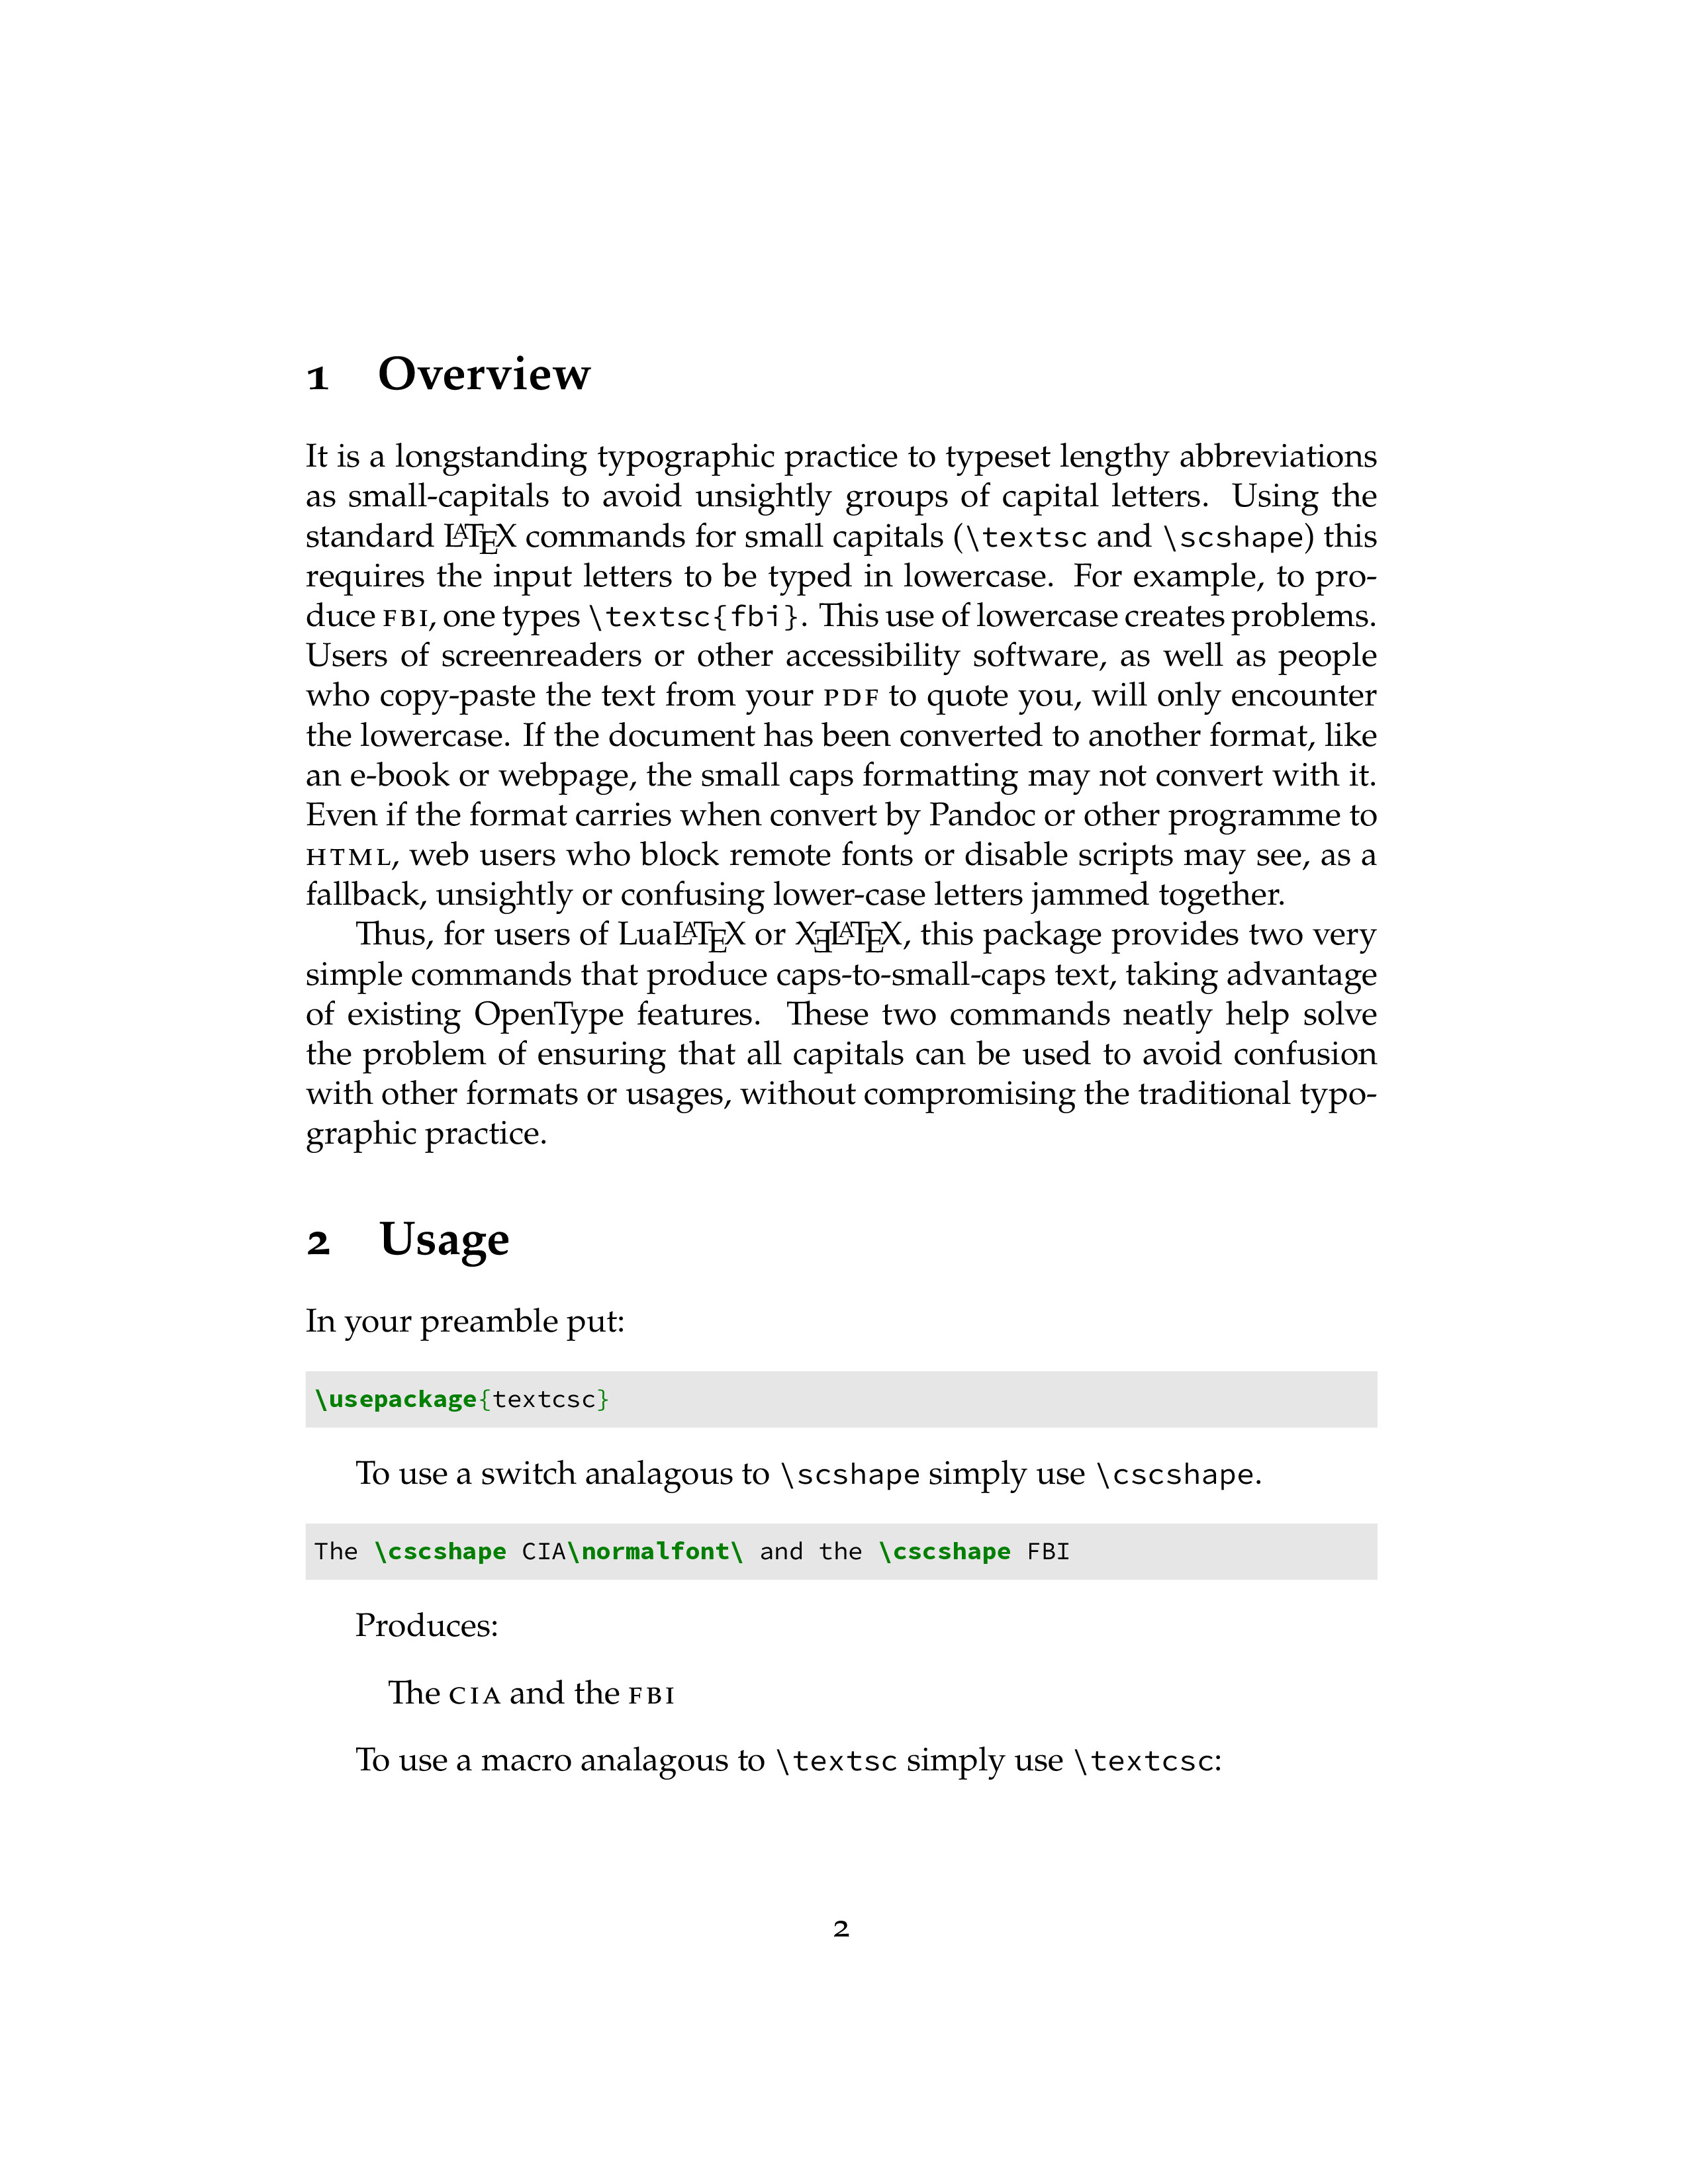 1 Overview
It is a longstanding typographic practice to typeset lengthy abbreviations
as small-capitals to avoid unsightly groups of capital letters. Using the
standard LATEX commands for small capitals (\textsc and \scshape) this
requires the input letters to be typed in lowercase. For example, to pro-
duce FBI, one types \textsc{fbi}. This use of lowercase creates problems.
Users of screenreaders or other accessibility software, as well as people
who copy-paste the text from your PDF to quote you, will only encounter
the lowercase. If the document has been converted to another format, like
an e-book or webpage, the small caps formatting may not convert with it.
Even if the format carries when convert by Pandoc or other programme to
HTML, web users who block remote fonts or disable scripts may see, as a
fallback, unsightly or confusing lower-case letters jammed together.
Thus, for users of LuaLATEX or XƎLATEX, this package provides two very
simple commands that produce caps-to-small-caps text, taking advantage
of existing OpenType features. These two commands neatly help solve
the problem of ensuring that all capitals can be used to avoid confusion
with other formats or usages, without compromising the traditional typo-
graphic practice.
2 Usage
In your preamble put:
\usepackage{textcsc}
To use a switch analagous to \scshape simply use \cscshape.
The \cscshape CIA\normalfont\ and the \cscshape FBI
Produces:
The CIA and the FBI
To use a macro analagous to \textsc simply use \textcsc:
2